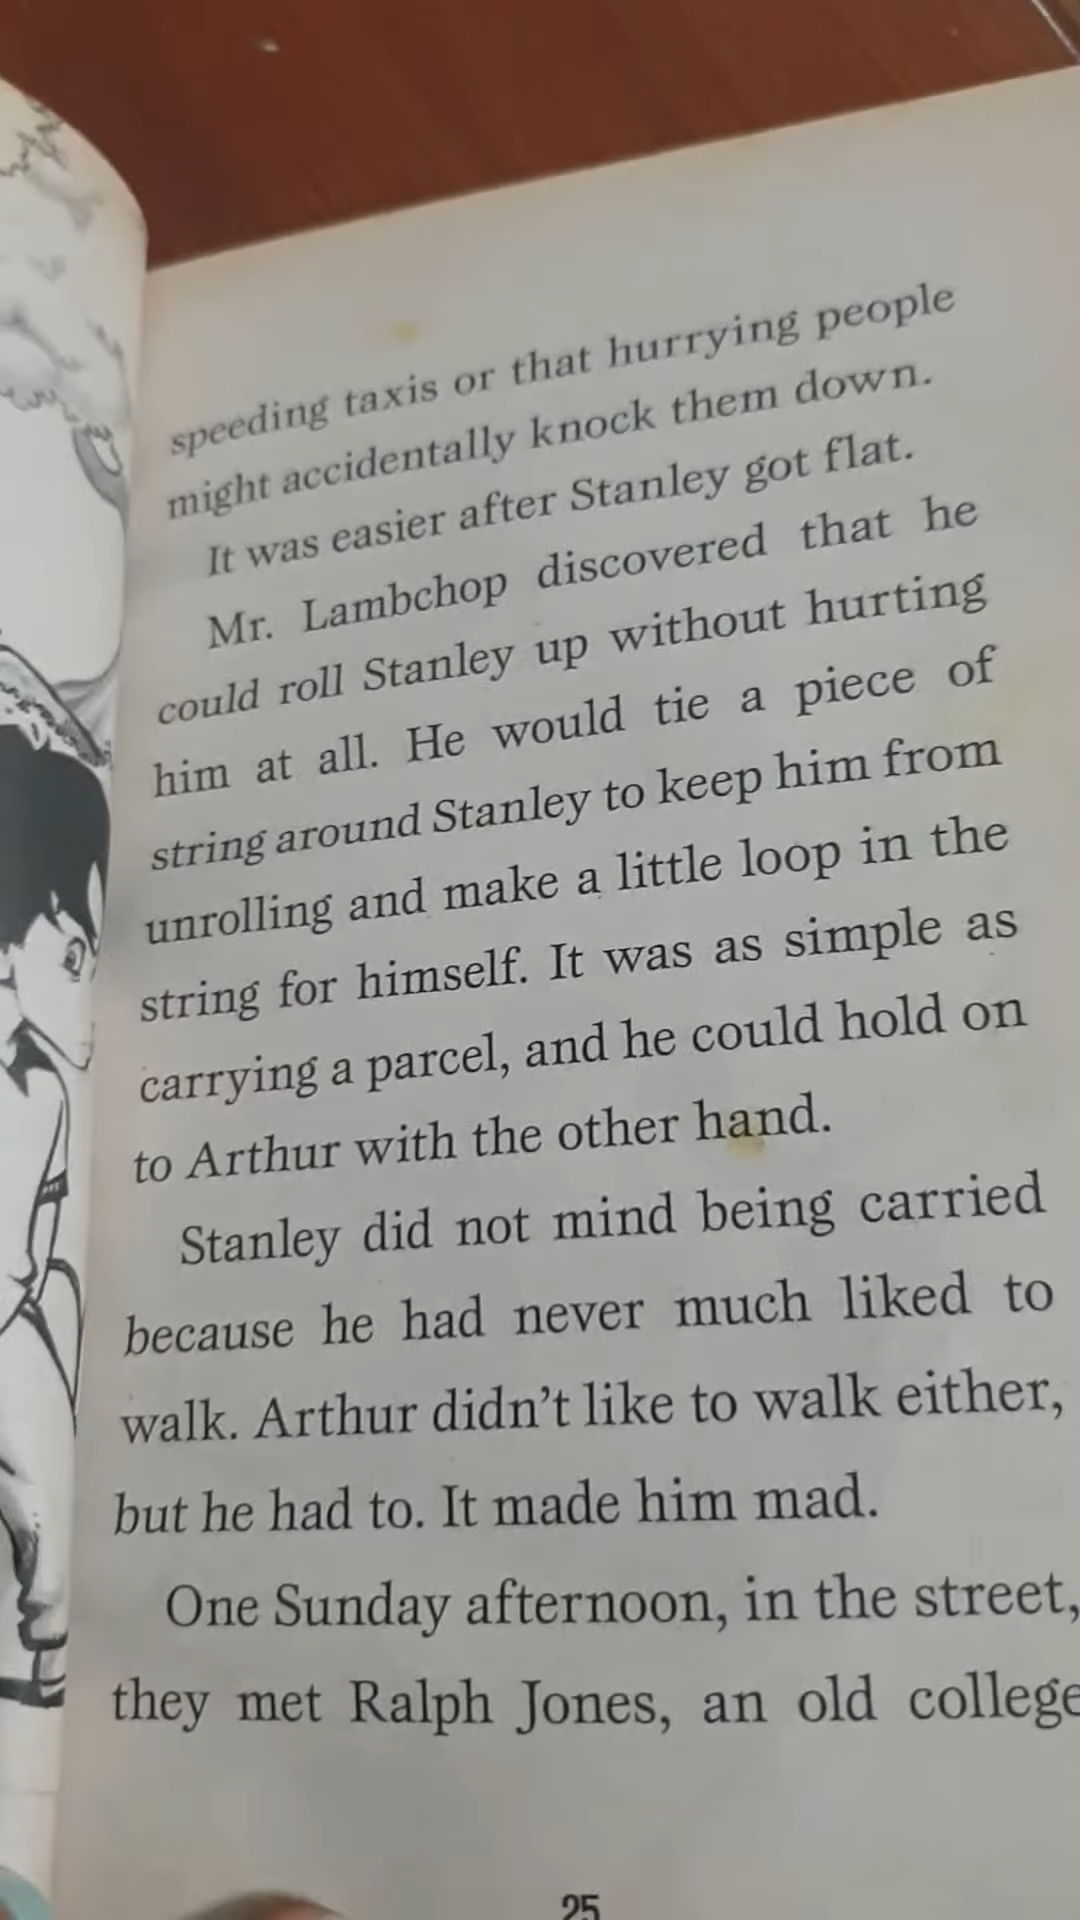 speeding taxis or that hurrying people
might accidentally knock them down.
It was easier after Stanley got flat.
Mr. Lambchop discovered that he
could roll Stanley up without hurting
him at all. He would tie a piece of
string around Stanley to keep him from
unrolling and make a little loop in the
string for himself. It was as simple as
carrying a parcel, and he could hold on
to Arthur with the other hand.
Stanley did not mind being carried
because he had never much liked to
walk. Arthur didn’t like to walk either,
but he had to. It made him mad.
One Sunday afternoon, in the street,
they met Ralph Jones, an old college
25